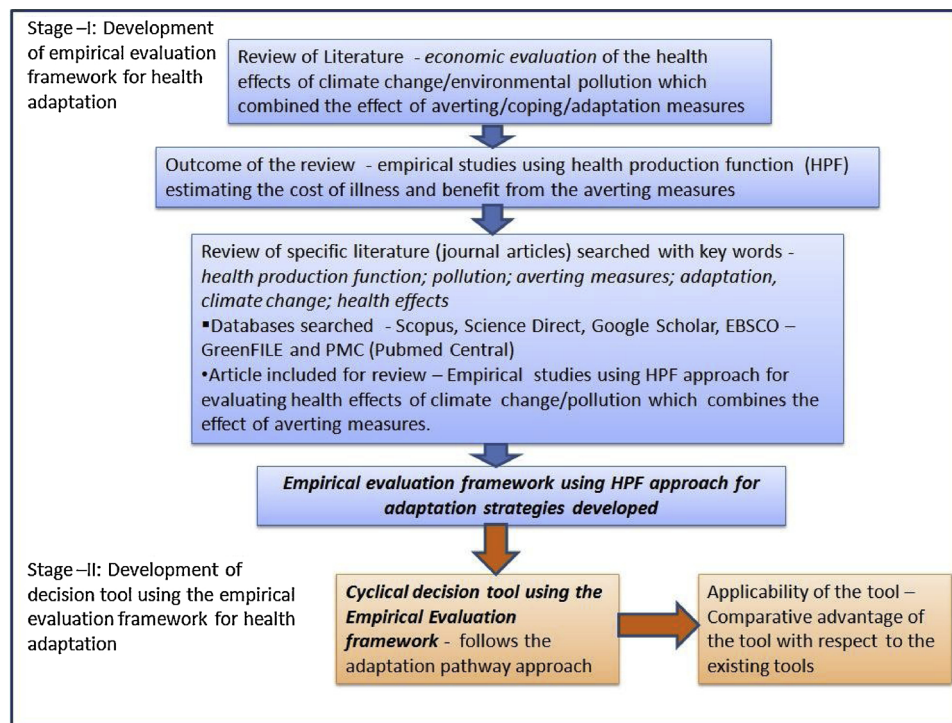 Stage –I: Development
of empirical evaluation
framework for health
adaptation
Review of Literature - economic evaluation of the health
effects of climate change/environmental pollution which
combined the effect of averting/coping/adaptation measures
Outcome of the review - empirical studies using health production function (HPF)
estimating the cost of illness and benefit from the averting measures
Review of specific literature (journal articles) searched with key words -
health production function; pollution; averting measures; adaptation,
climate change; health effects
▪Databases searched - Scopus, Science Direct, Google Scholar, EBSCO –
GreenFILE and PMC (Pubmed Central)
•Article included for review – Empirical studies using HPF approach for
evaluating health effects of climate change/pollution which combines the
effect of averting measures.
Empirical evaluation framework using HPF approach for
adaptation strategies developed
Stage –II: Development of
decision tool using the empirical
evaluation framework for health
adaptation
Cyclical decision tool using the
Empirical Evaluation
framework - follows the
adaptation pathway approach
Applicability of the tool –
Comparative advantage of
the tool with respect to the
existing tools